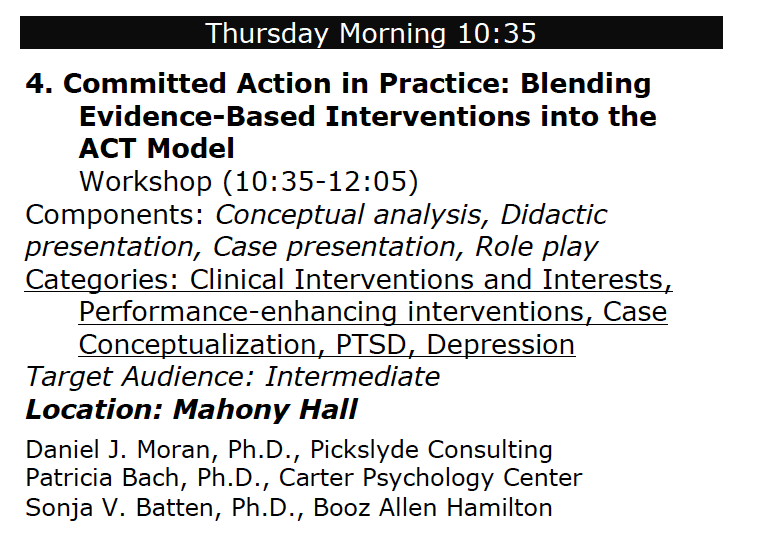 Thursday Morning 10:35
4. Committed Action in Practice: Blending
Evidence-Based Interventions into the
ACT Model
Workshop (10:35-12:05)
Components: Conceptual analysis, Didactic
presentation, Case presentation, Role play
Categories: Clinical Interventions and Interests,
Performance-enhancing interventions, Case
Conceptualization, PTSD, Depression
Target Audience: Intermediate
Location: Mahony Hall
Daniel J. Moran, Ph.D., Pickslyde Consulting
Patricia Bach, Ph.D., Carter Psychology Center
Sonja V. Batten, Ph.D., Booz Allen Hamilton